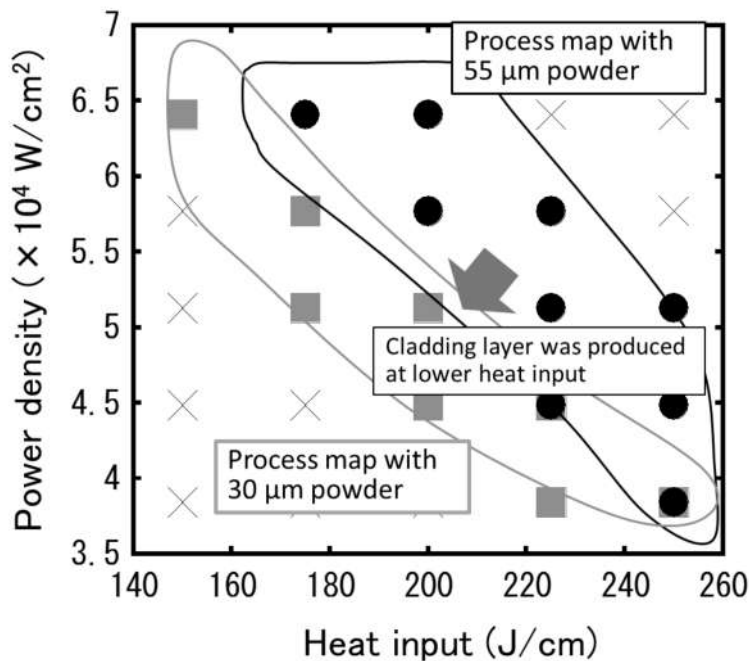 Power density (× 10⁴ W/cm²)
7
6.5
6
5.5
5
4.5
4
3.5
Process map with
55 μm powder
Cladding layer was produced
at lower heat input
Process map with
30 μm powder
140 160 180 200 220 240 260
Heat input (J/cm)